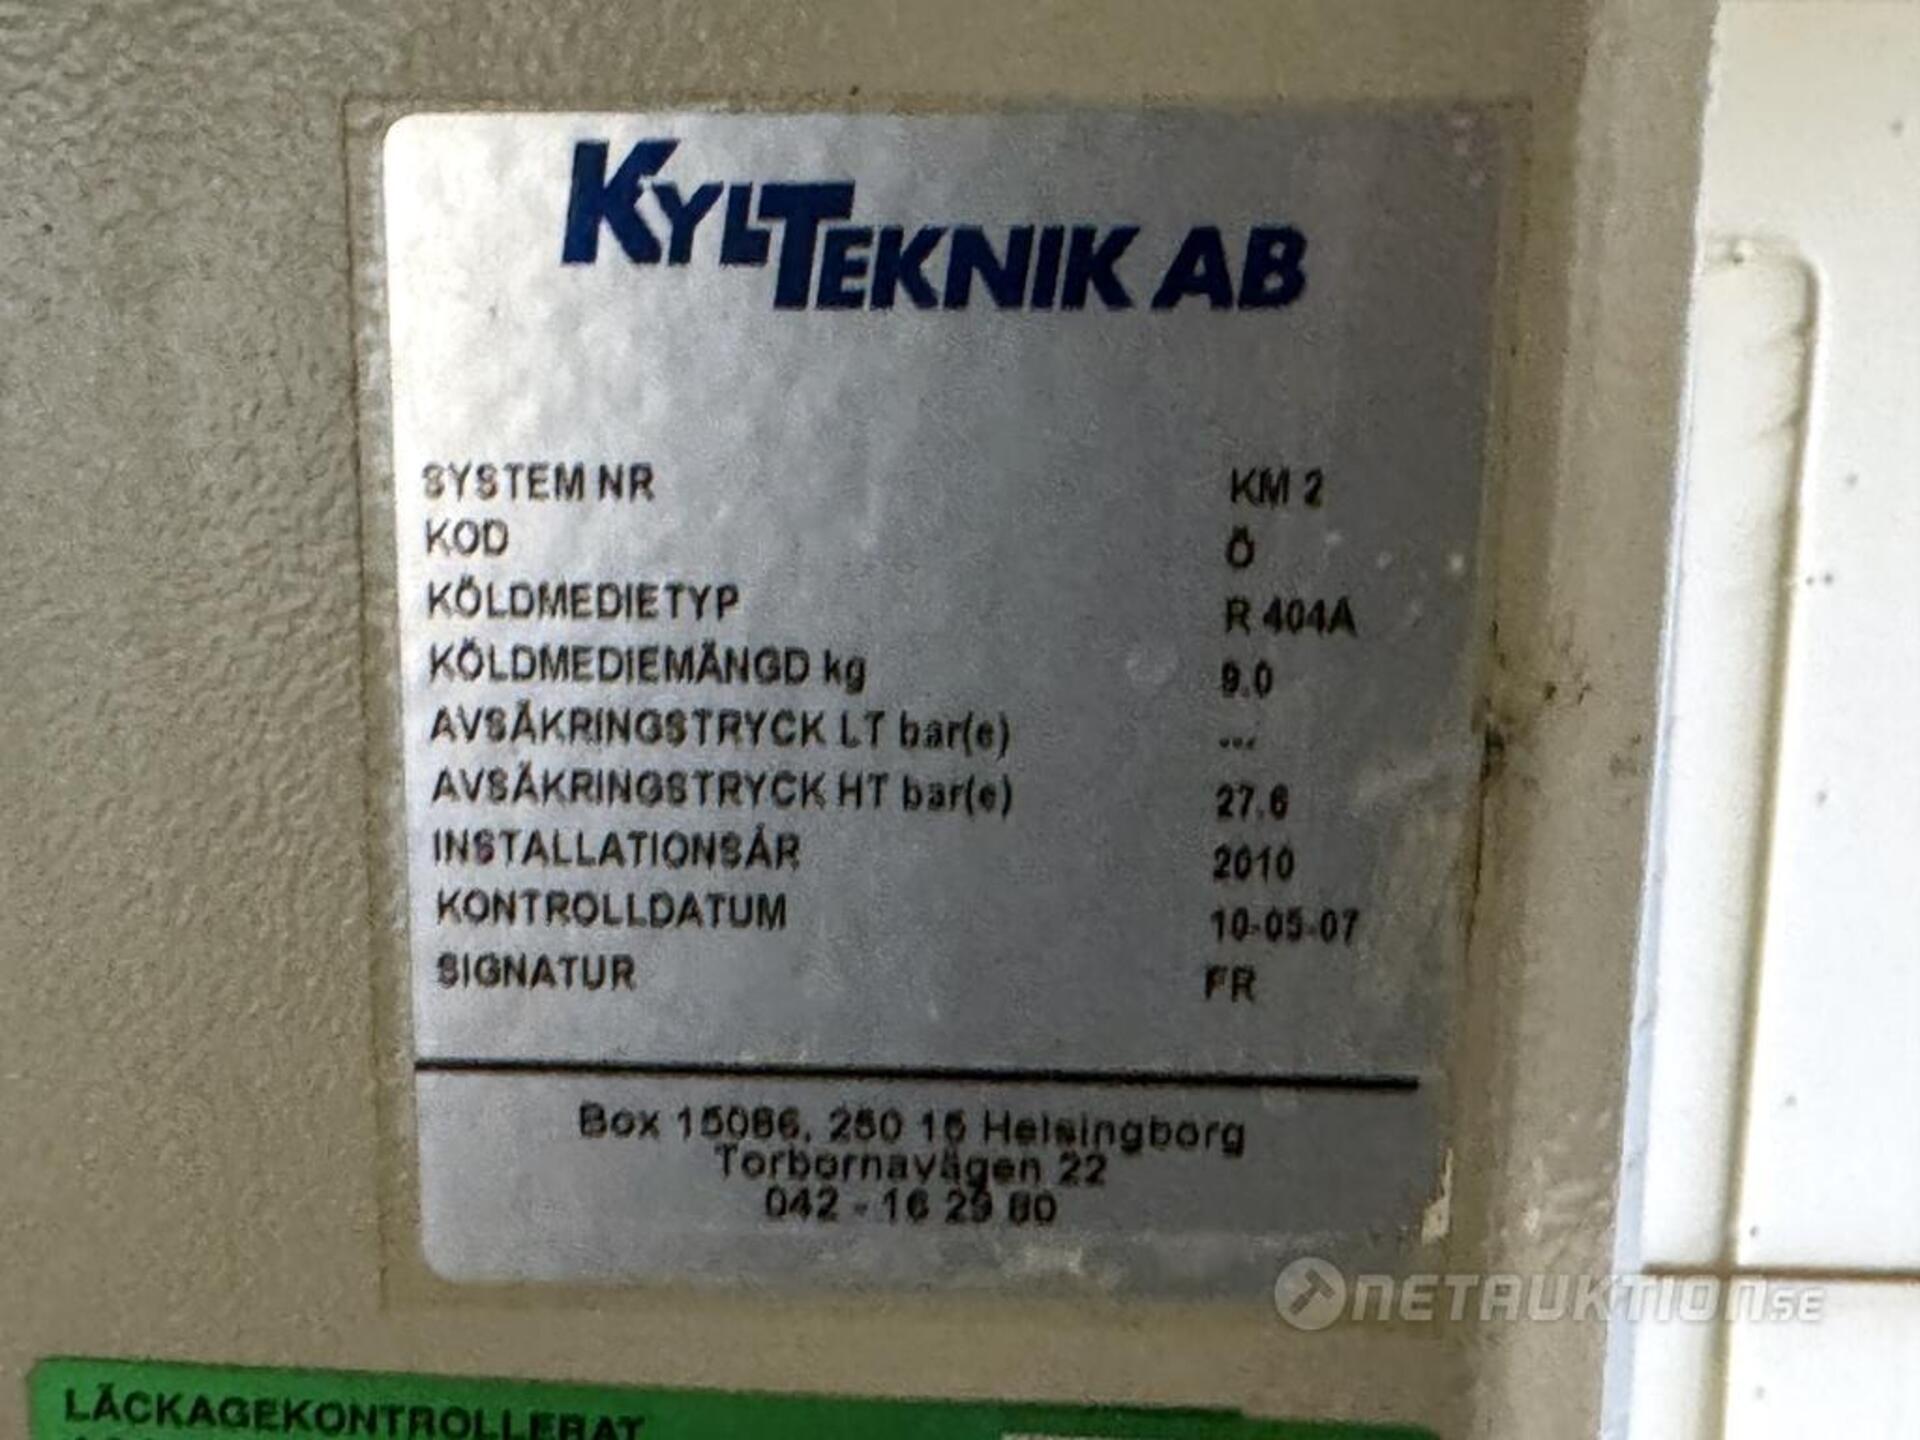 KYLTEKNIK AB
SYSTEM NR KM 2
KOD Ö
KÖLDMEDIETYP R 404A
KÖLDMEDIEMÄNGD kg 9.0
AVSÄKRINGSTRYCK LT bar(e) ---
AVSÄKRINGSTRYCK HT bar(e) 27.6
INSTALLATIONSÅR 2010
KONTROLLDATUM 10-05-07
SIGNATUR FR
Box 15086, 250 15 Helsingborg
Torbornavägen 22
042 - 16 29 80
NETAUKTION.SE
LÄCKAGEKONTROLLERAT